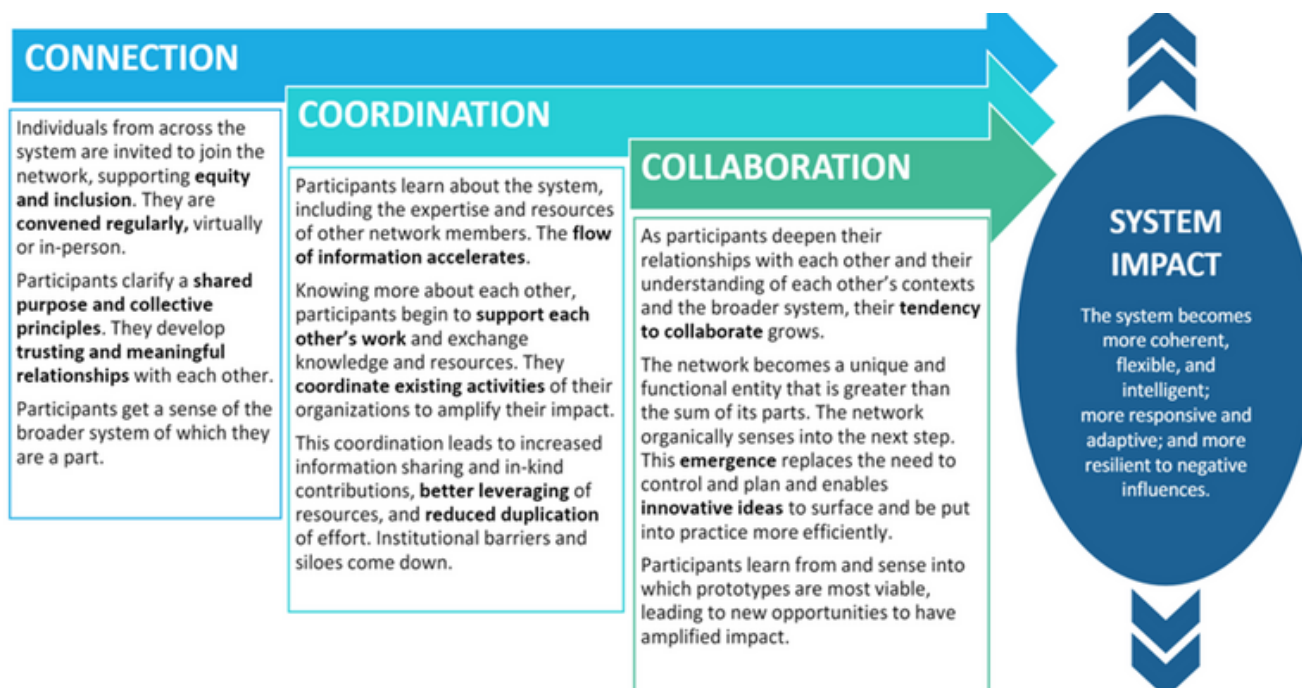 CONNECTION
Individuals from across the
system are invited to join the
network, supporting equity
and inclusion. They are
convened regularly, virtually
or in-person.
Participants clarify a shared
purpose and collective
principles. They develop
trusting and meaningful
relationships with each other.
Participants get a sense of the
broader system of which they
are a part.
COORDINATION
Participants learn about the system,
including the expertise and resources
of other network members. The flow
of information accelerates.
Knowing more about each other,
participants begin to support each
other's work and exchange
knowledge and resources. They
coordinate existing activities of their
organizations to amplify their impact.
This coordination leads to increased
information sharing and in-kind
contributions, better leveraging of
resources, and reduced duplication
of effort. Institutional barriers and
siloes come down.
COLLABORATION
As participants deepen their
relationships with each other and their
understanding of each other's contexts
and the broader system, their tendency
to collaborate grows.
The network becomes a unique and
functional entity that is greater than
the sum of its parts. The network
organically senses into the next step.
This emergence replaces the need to
control and plan and enables
innovative ideas to surface and be put
into practice more efficiently.
Participants learn from and sense into
which prototypes are most viable,
leading to new opportunities to have
amplified impact.
SYSTEM
IMPACT
The system becomes
more coherent,
flexible, and
intelligent;
more responsive and
adaptive; and more
resilient to negative
influences.